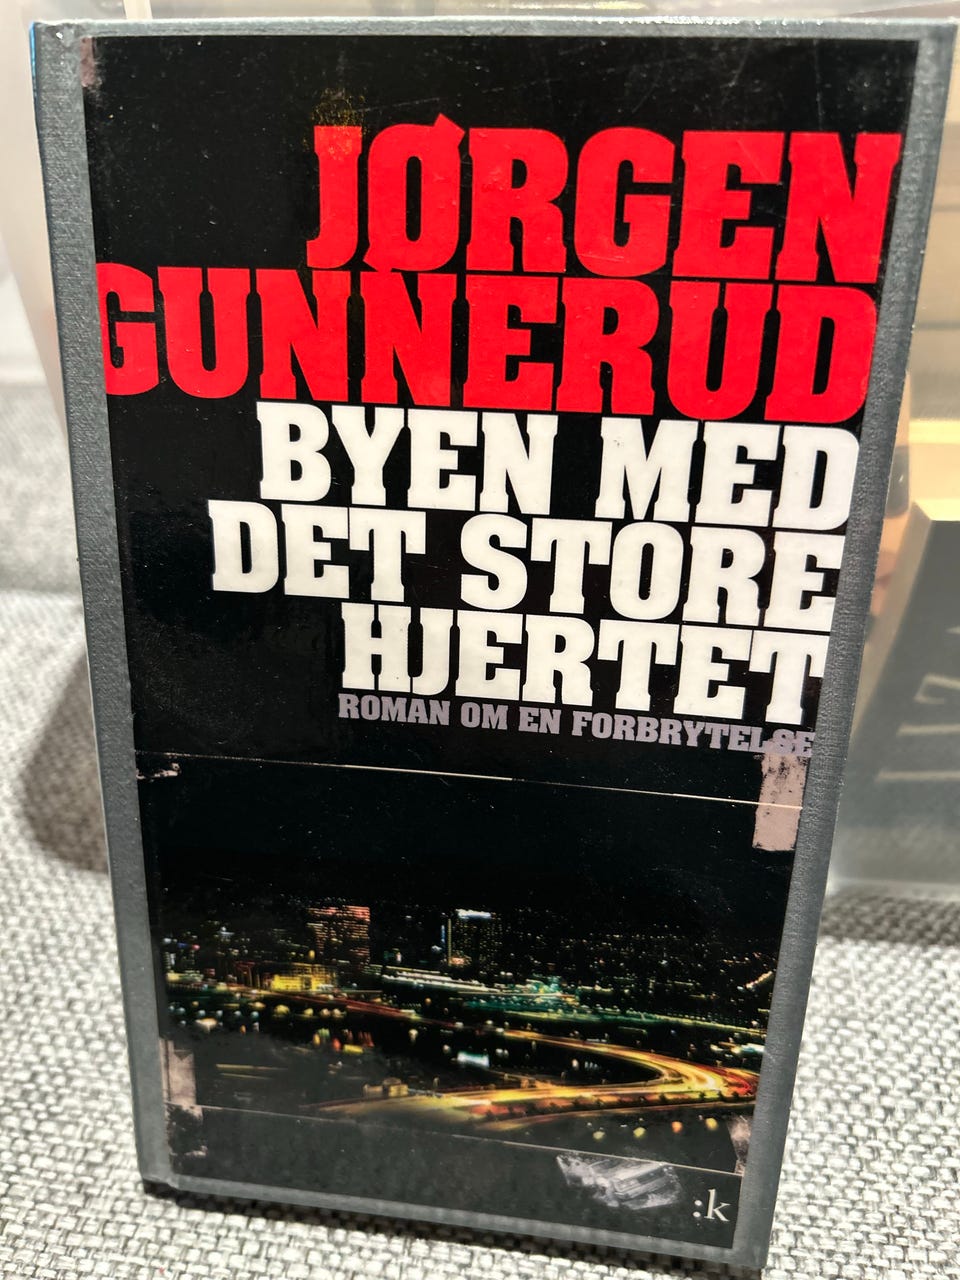 JØRGEN
GUNNERUD
BYEN MED
DET STORE
HJERTET
ROMAN OM EN FORBRYTELSE
:k